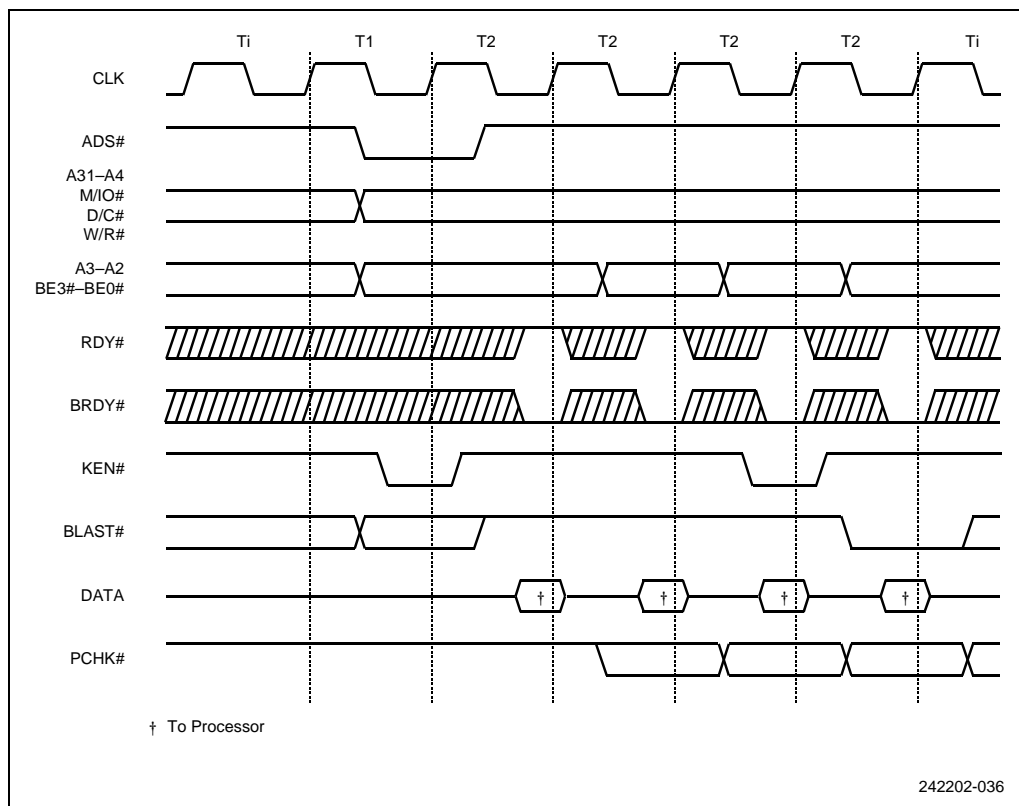 Ti T1 T2 T2 T2 T2 Ti
CLK
ADS#
A31–A4
M/IO#
D/C#
W/R#
A3–A2
BE3#–BE0#
RDY#
BRDY#
KEN#
BLAST#
DATA † † † †
PCHK#
† To Processor
242202-036